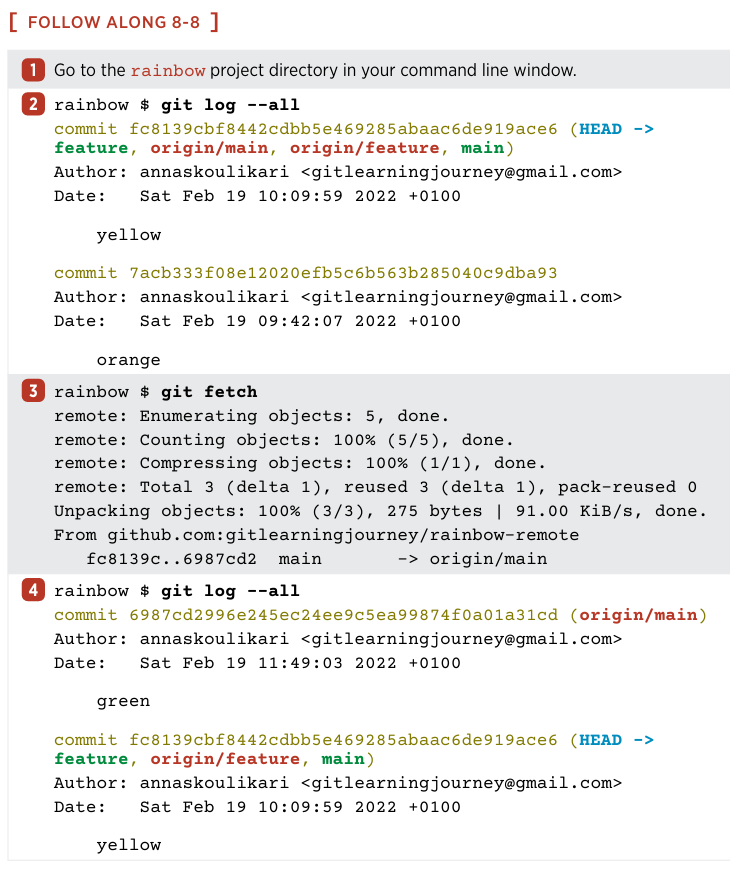 [ FOLLOW ALONG 8-8 ]
1 Go to the rainbow project directory in your command line window.
2 rainbow $ git log --all
commit fc8139cbf8442cdbb5e469285abaac6de919ace6 (HEAD ->
feature, origin/main, origin/feature, main)
Author: annaskoulikari <gitlearningjourney@gmail.com>
Date:   Sat Feb 19 10:09:59 2022 +0100
    yellow
commit 7acb333f08e12020efb5c6b563b285040c9dba93
Author: annaskoulikari <gitlearningjourney@gmail.com>
Date:   Sat Feb 19 09:42:07 2022 +0100
    orange
3 rainbow $ git fetch
remote: Enumerating objects: 5, done.
remote: Counting objects: 100% (5/5), done.
remote: Compressing objects: 100% (1/1), done.
remote: Total 3 (delta 1), reused 3 (delta 1), pack-reused 0
Unpacking objects: 100% (3/3), 275 bytes | 91.00 KiB/s, done.
From github.com:gitlearningjourney/rainbow-remote
   fc8139c..6987cd2  main       -> origin/main
4 rainbow $ git log --all
commit 6987cd2996e245ec24ee9c5ea99874f0a01a31cd (origin/main)
Author: annaskoulikari <gitlearningjourney@gmail.com>
Date:   Sat Feb 19 11:49:03 2022 +0100
    green
commit fc8139cbf8442cdbb5e469285abaac6de919ace6 (HEAD ->
feature, origin/feature, main)
Author: annaskoulikari <gitlearningjourney@gmail.com>
Date:   Sat Feb 19 10:09:59 2022 +0100
    yellow